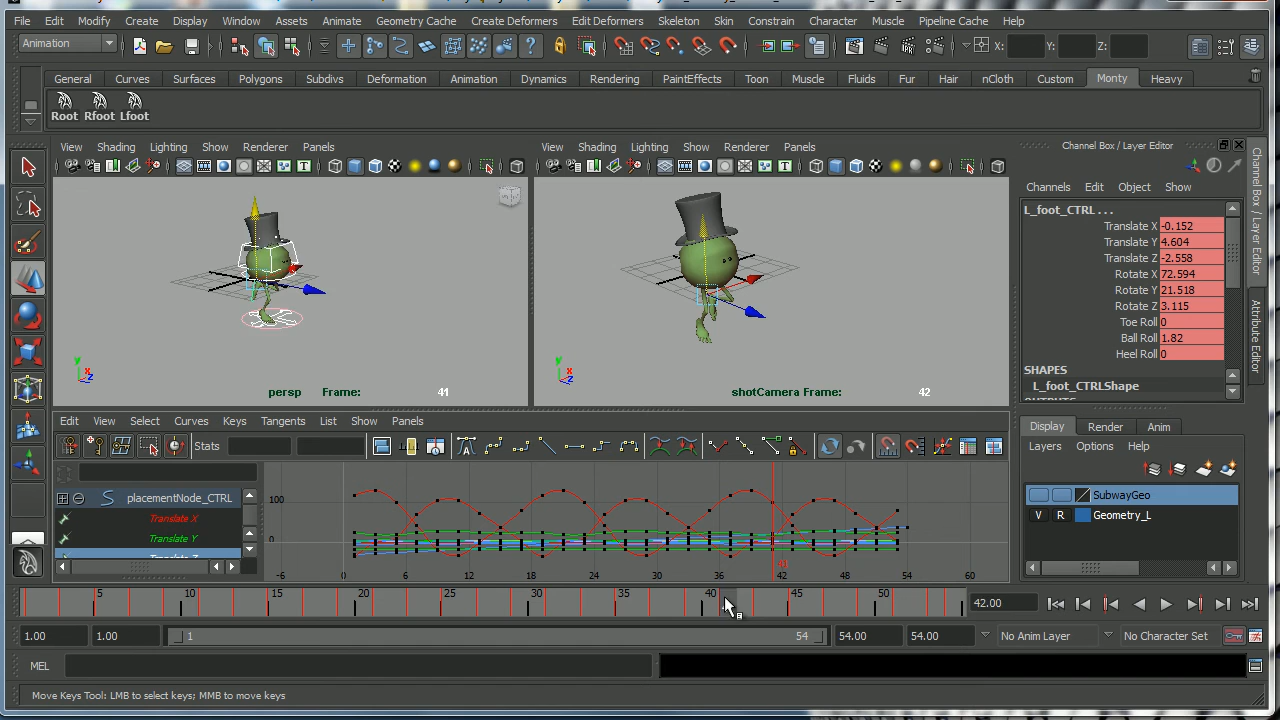 File Edit Modify Create Display Window Assets Animate Geometry Cache Create Deformers Edit Deformers Skeleton Skin Constrain Character Muscle Pipeline Cache Help
Animation X: Y: Z:
General Curves Surfaces Polygons Subdivs Deformation Animation Dynamics Rendering PaintEffects Toon Muscle Fluids Fur Hair nCloth Custom Monty Heavy
Root Rfoot Lfoot
View Shading Lighting Show Renderer Panels
View Shading Lighting Show Renderer Panels
persp Frame: 41
shotCamera Frame: 42
Channel Box / Layer Editor
Channels Edit Object Show
L_foot_CTRL . . .
Translate X -0.152
Translate Y 4.604
Translate Z -2.558
Rotate X 72.594
Rotate Y 21.518
Rotate Z 3.115
Toe Roll 0
Ball Roll 1.82
Heel Roll 0
SHAPES
L_foot_CTRLShape
Channel Box / Layer Editor
Attribute Editor
Display Render Anim
Layers Options Help
SubwayGeo
V R Geometry_L
Edit View Select Curves Keys Tangents List Show Panels
Stats
placementNode_CTRL
Translate X
Translate Y
100
0
-6 0 6 12 18 24 30 36 42 48 54 60
41
5 10 15 20 25 30 35 40 45 50
42.00
1.00 1.00 1 54 54.00 54.00 No Anim Layer No Character Set
MEL
Move Keys Tool: LMB to select keys; MMB to move keys